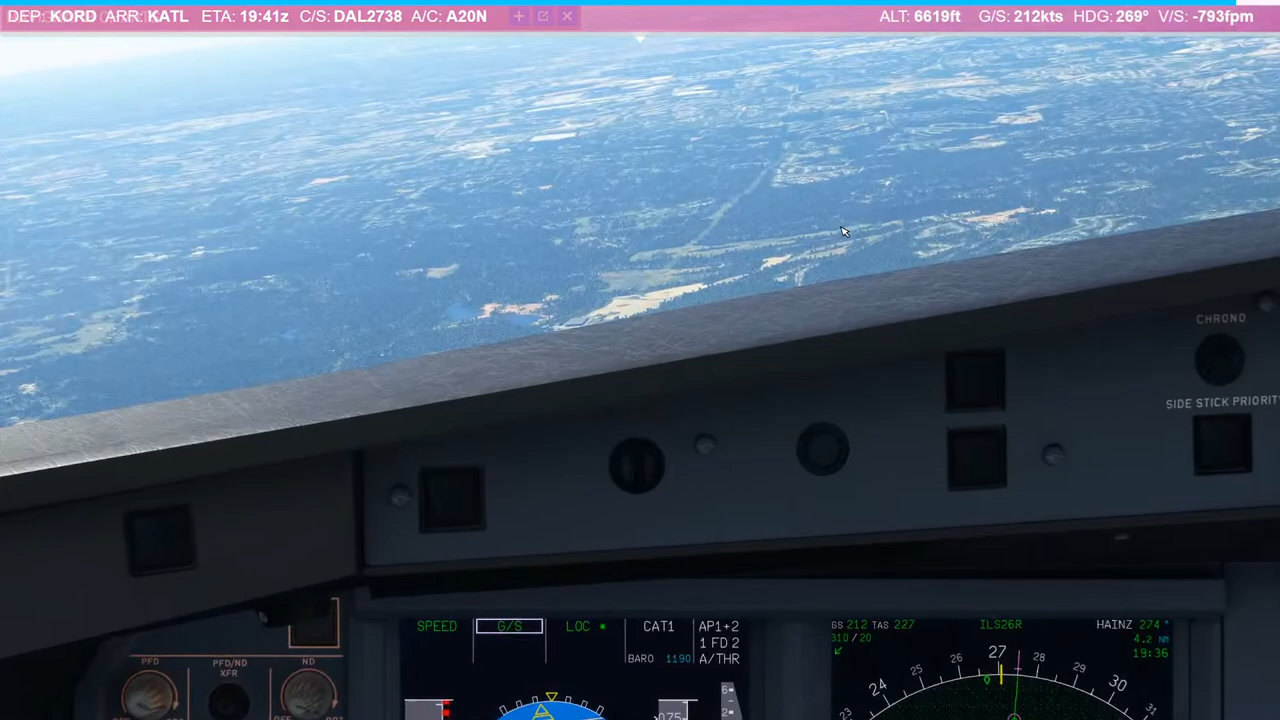 DEP: KORD ARR: KATL ETA: 19:41z C/S: DAL2738 A/C: A20N
ALT: 6619ft G/S: 212kts HDG: 269° V/S: -793fpm
CHRONO
SIDE STICK PRIORITY
SPEED G/S LOC * CAT1 AP1+2
1 FD 2
BARO 1190 A/THR
GS 212 TAS 227 ILS26R HAINZ 274°
310/20 4.2 NM
19:36
23 24 25 26 27 28 29 30 31
PFD PFD/ND XFR ND